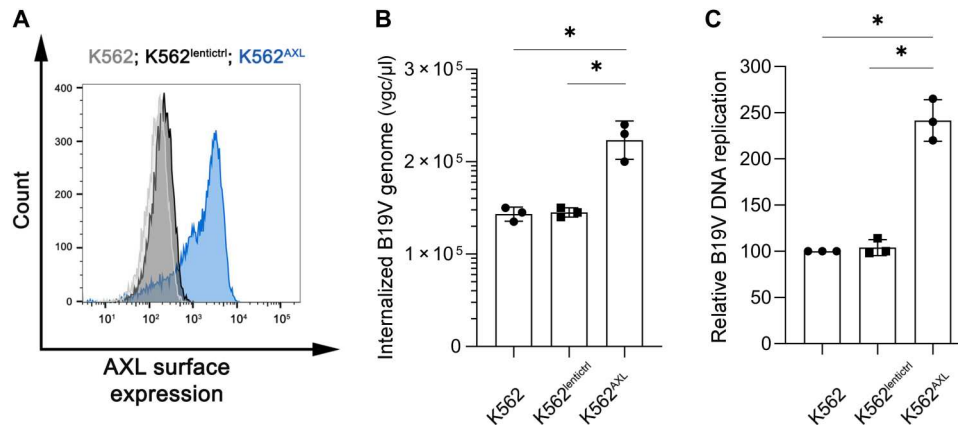 A
K562; K562lentictrl; K562AXL
Count
400
300
200
100
0
10¹
10²
10³
10⁴
10⁵
AXL surface
expression
B
*
*
Internalized B19V genome (vgc/µl)
3 × 10⁵
2 × 10⁵
1 × 10⁵
0
K562
K562lentictrl
K562AXL
C
*
*
Relative B19V DNA replication
300
250
200
150
100
50
0
K562
K562lentictrl
K562AXL